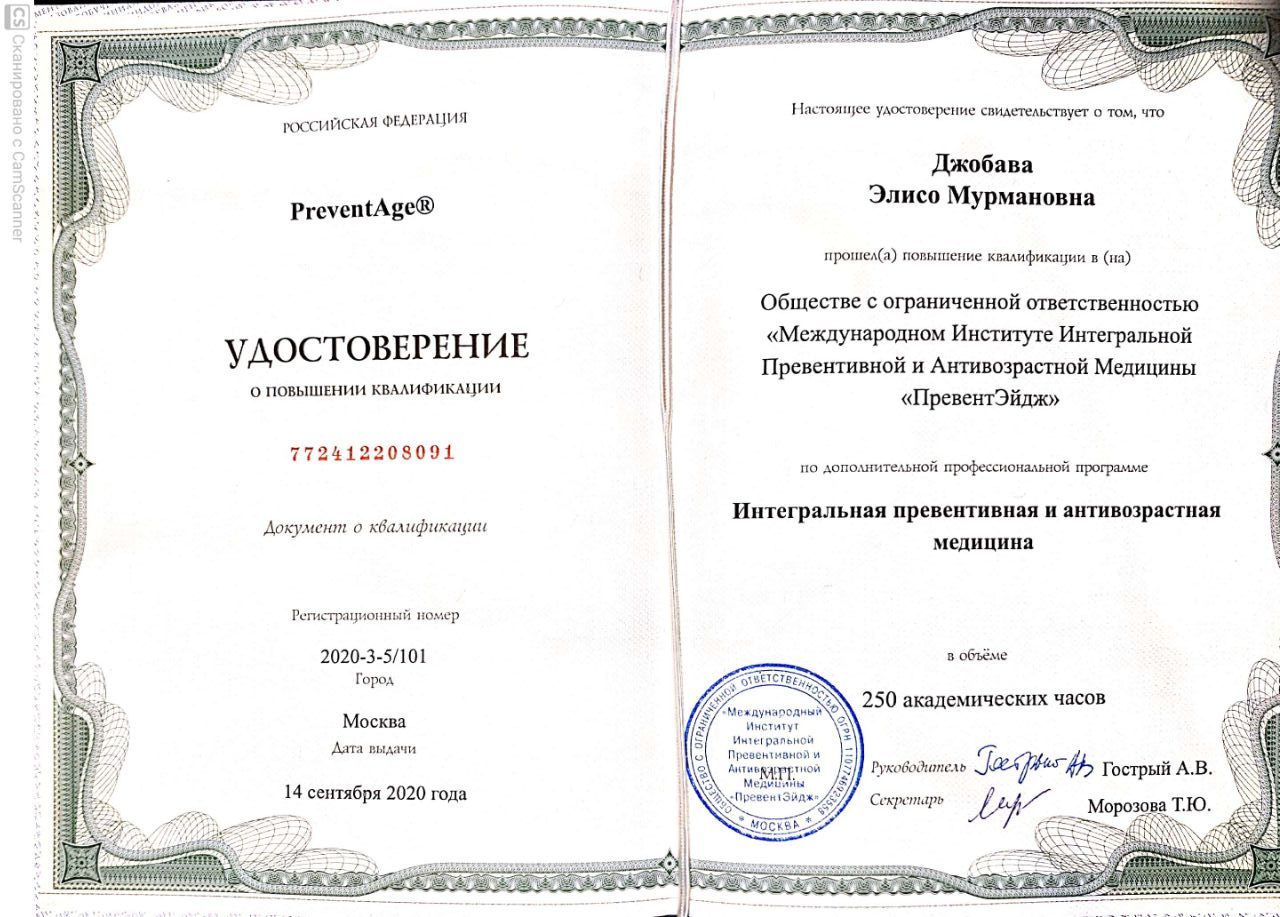 CS Сканировано с CamScanner
РОССИЙСКАЯ ФЕДЕРАЦИЯ
PreventAge®
УДОСТОВЕРЕНИЕ
О ПОВЫШЕНИИ КВАЛИФИКАЦИИ
772412208091
Документ о квалификации
Регистрационный номер
2020-3-5/101
Город
Москва
Дата выдачи
14 сентября 2020 года
Настоящее удостоверение свидетельствует о том, что
Джобава
Элисо Мурмановна
прошел(а) повышение квалификации в (на)
Обществе с ограниченной ответственностью
«Международном Институте Интегральной
Превентивной и Антивозрастной Медицины
«ПревентЭйдж»
по дополнительной профессиональной программе
Интегральная превентивная и антивозрастная
медицина
в объёме
250 академических часов
Руководитель Гострый А.В.
Секретарь Морозова Т.Ю.
М.П.
ОБЩЕСТВО С ОГРАНИЧЕННОЙ ОТВЕТСТВЕННОСТЬЮ ОГРН
* МОСКВА *
«Международный
Институт
Интегральной
Превентивной и
Антивозрастной
Медицины
«ПревентЭйдж»